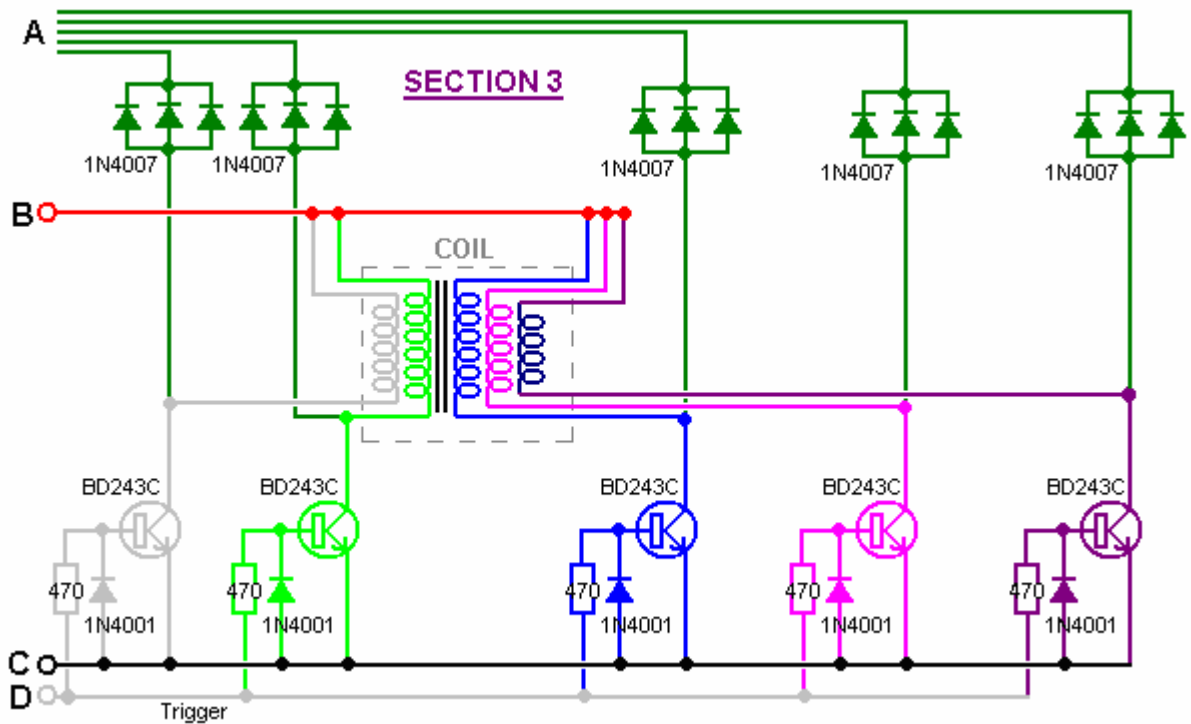 A
SECTION 3
1N4007
1N4007
1N4007
1N4007
1N4007
B
COIL
BD243C
BD243C
BD243C
BD243C
BD243C
470
470
470
470
470
1N4001
1N4001
1N4001
1N4001
1N4001
C
D
Trigger